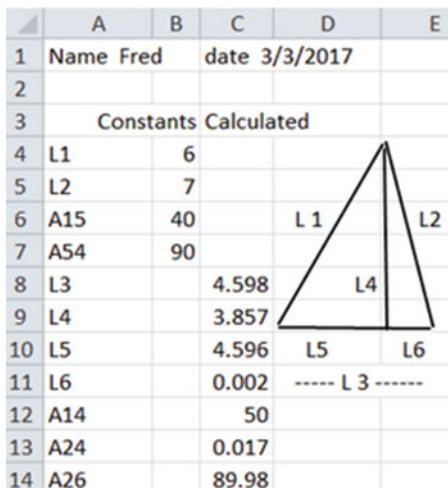 A B C D E
1 Name Fred date 3/3/2017
2
3 Constants Calculated
4 L1 6
5 L2 7
6 A15 40 L 1 L2
7 A54 90
8 L3 4.598 L4
9 L4 3.857
10 L5 4.596 L5 L6
11 L6 0.002 ----- L 3 ------
12 A14 50
13 A24 0.017
14 A26 89.98